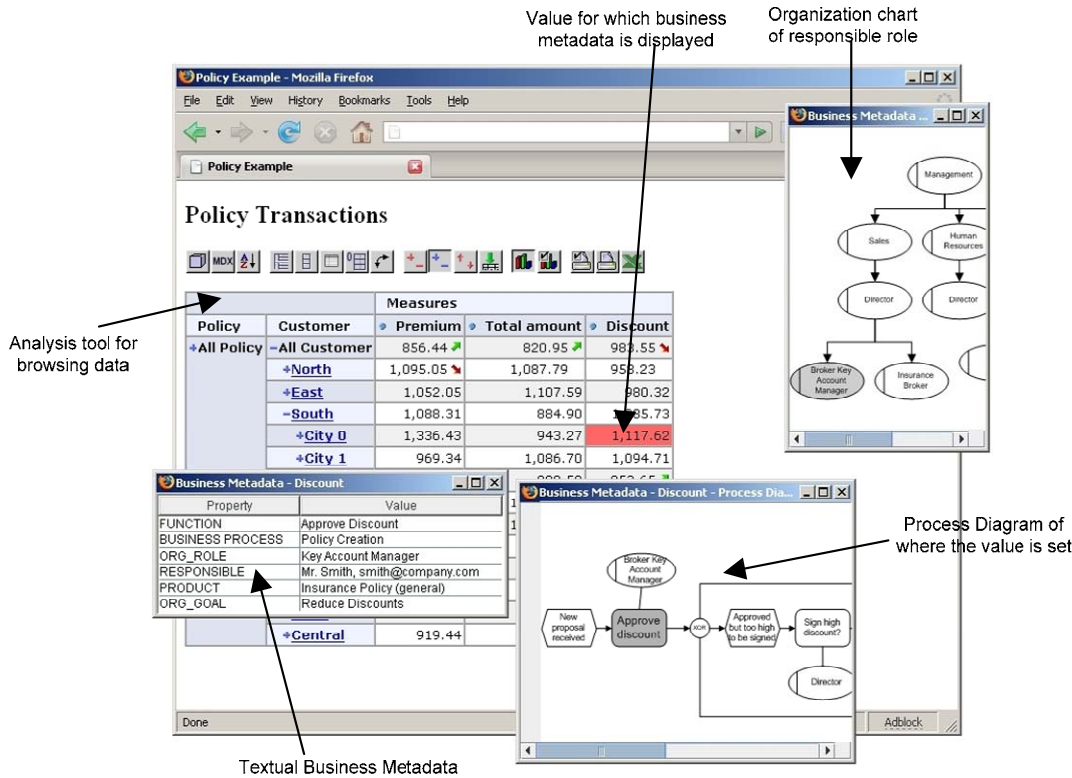 Value for which business
metadata is displayed
Organization chart
of responsible role
Policy Example - Mozilla Firefox
File Edit View History Bookmarks Tools Help
Policy Example
Policy Transactions
MDX
Measures
Policy Customer Premium Total amount Discount
+All Policy -All Customer 856.44 820.95 983.55
+North 1,095.05 1,087.79 958.23
+East 1,052.05 1,107.59 980.32
-South 1,088.31 884.90
+City 0 1,336.43 943.27 1,117.62
+City 1 969.34 1,086.70 1,094.71
+Central 919.44
Done
Adblock
Analysis tool for
browsing data
Business Metadata ...
Management
Sales
Human
Resources
Director
Director
Broker Key
Account
Manager
Insurance
Broker
Business Metadata - Discount
Property Value
FUNCTION Approve Discount
BUSINESS PROCESS Policy Creation
ORG_ROLE Key Account Manager
RESPONSIBLE Mr. Smith, smith@company.com
PRODUCT Insurance Policy (general)
ORG_GOAL Reduce Discounts
Business Metadata - Discount - Process Dia...
Broker Key
Account
Manager
New
proposal
received
Approve
discount
XOR
Approved
but too high
to be signed
Sign high
discount?
Director
Process Diagram of
where the value is set
Textual Business Metadata